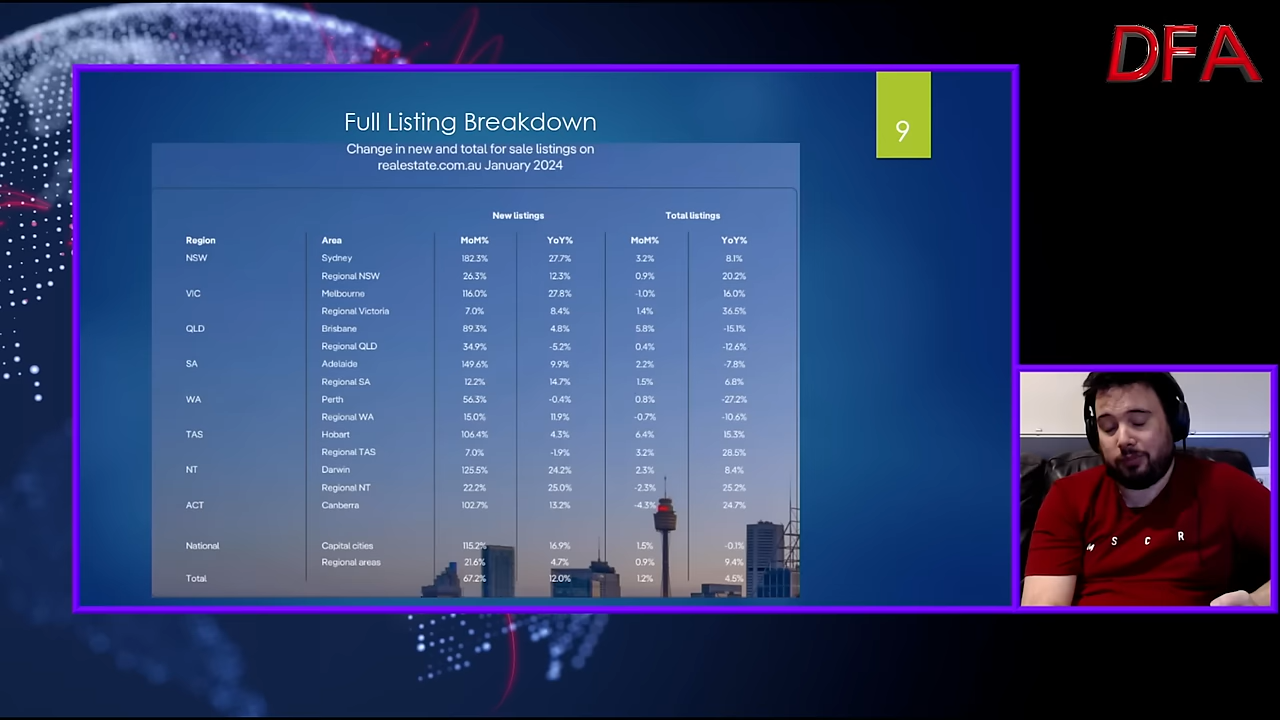 DFA
9
Full Listing Breakdown
Change in new and total for sale listings on
realestate.com.au January 2024
New listings Total listings
Region Area MoM% YoY% MoM% YoY%
NSW Sydney 182.3% 27.7% 3.2% 8.1%
Regional NSW 26.3% 12.3% 0.9% 20.2%
VIC Melbourne 116.0% 27.8% -1.0% 16.0%
Regional Victoria 7.0% 8.4% 1.4% 36.5%
QLD Brisbane 89.3% 4.8% 5.8% -15.1%
Regional QLD 34.9% -5.2% 0.4% -12.6%
SA Adelaide 149.6% 9.9% 2.2% -7.8%
Regional SA 12.2% 14.7% 1.5% 6.8%
WA Perth 56.3% -0.4% 0.8% -27.2%
Regional WA 15.0% 11.9% -0.7% -10.6%
TAS Hobart 106.4% 4.3% 6.4% 15.3%
Regional TAS 7.0% -1.9% 3.2% 28.5%
NT Darwin 125.5% 24.2% 2.3% 8.4%
Regional NT 22.2% 25.0% -2.3% 25.2%
ACT Canberra 102.7% 13.2% -4.3% 24.7%
National Capital cities 115.2% 16.9% 1.5% -0.1%
Regional areas 21.6% 4.7% 0.9% 9.4%
Total 67.2% 12.0% 1.2% 4.5%
M S C R